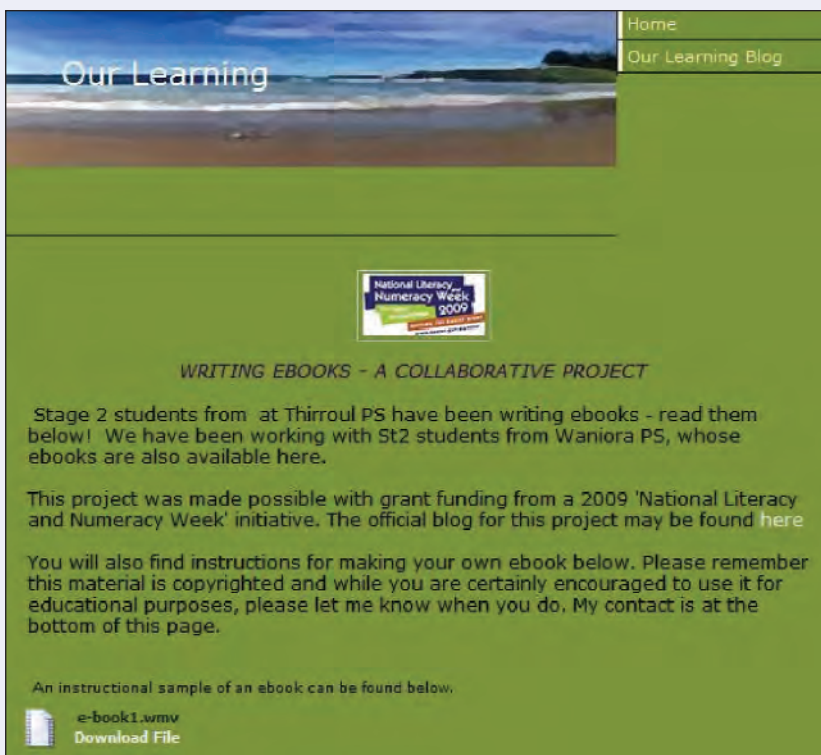 Our Learning
Home
Our Learning Blog
National Literacy
Numeracy Week
2009
WRITING EBOOKS - A COLLABORATIVE PROJECT
Stage 2 students from at Thirroul PS have been writing ebooks - read them
below! We have been working with St2 students from Waniora PS, whose
ebooks are also available here.
This project was made possible with grant funding from a 2009 'National Literacy
and Numeracy Week' initiative. The official blog for this project may be found here
You will also find instructions for making your own ebook below. Please remember
this material is copyrighted and while you are certainly encouraged to use it for
educational purposes, please let me know when you do. My contact is at the
bottom of this page.
An instructional sample of an ebook can be found below.
e-book1.wmv
Download File